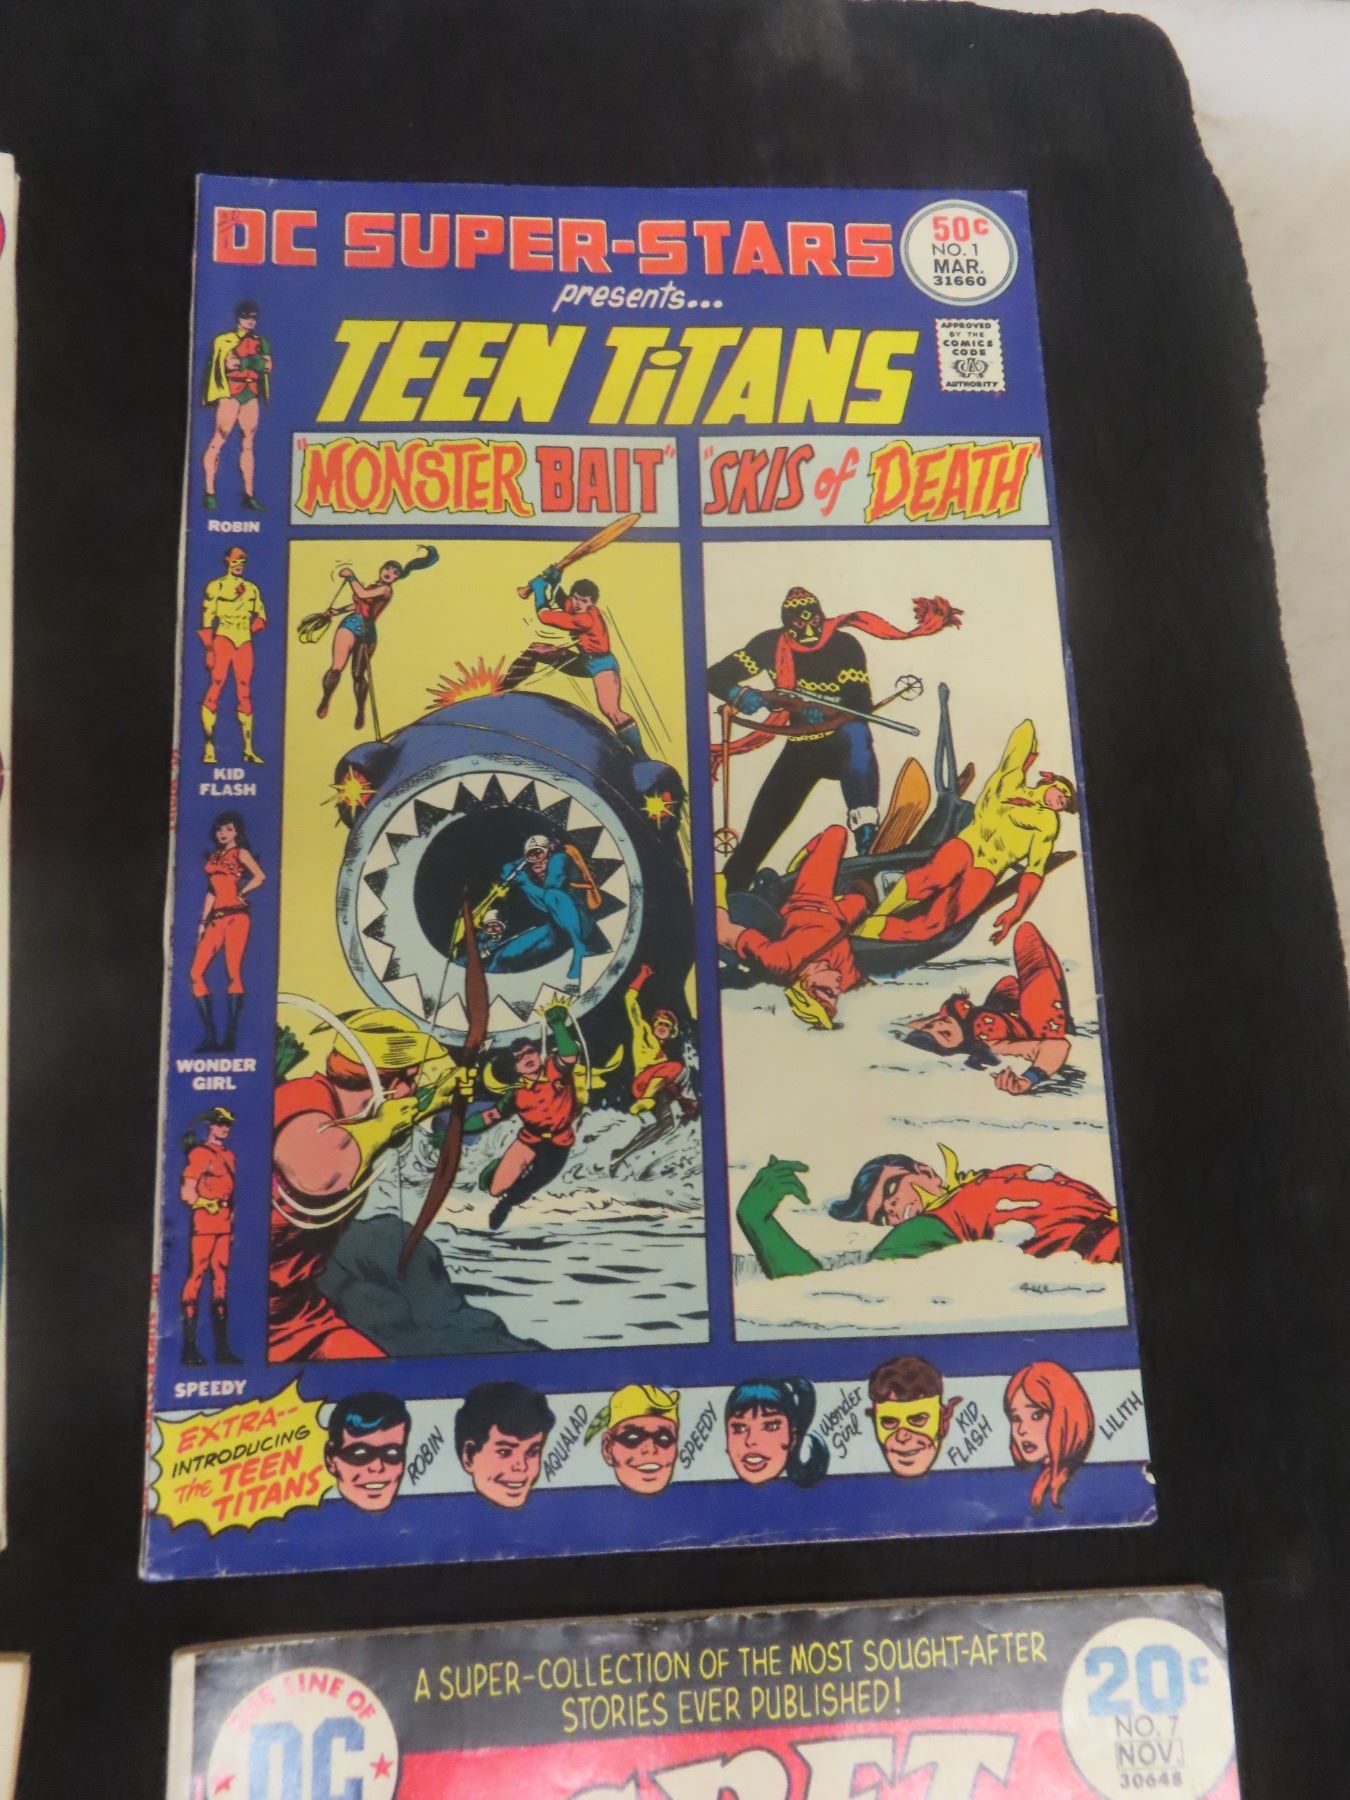 DC SUPER-STARS
presents...
TEEN TiTANS
50¢
NO. 1
MAR.
31660
APPROVED
BY THE
COMICS
CODE
AUTHORITY
"MONSTER BAIT"
"SKIS of DEATH"
ROBIN
KID
FLASH
WONDER
GIRL
SPEEDY
EXTRA--
INTRODUCING
THE TEEN
TITANS
ROBIN
AQUALAD
SPEEDY
Wonder
Girl
KID
FLASH
LILITH
A SUPER-COLLECTION OF THE MOST SOUGHT-AFTER
STORIES EVER PUBLISHED!
THE LINE OF
DC
20¢
NO. 7
NOV.
30648